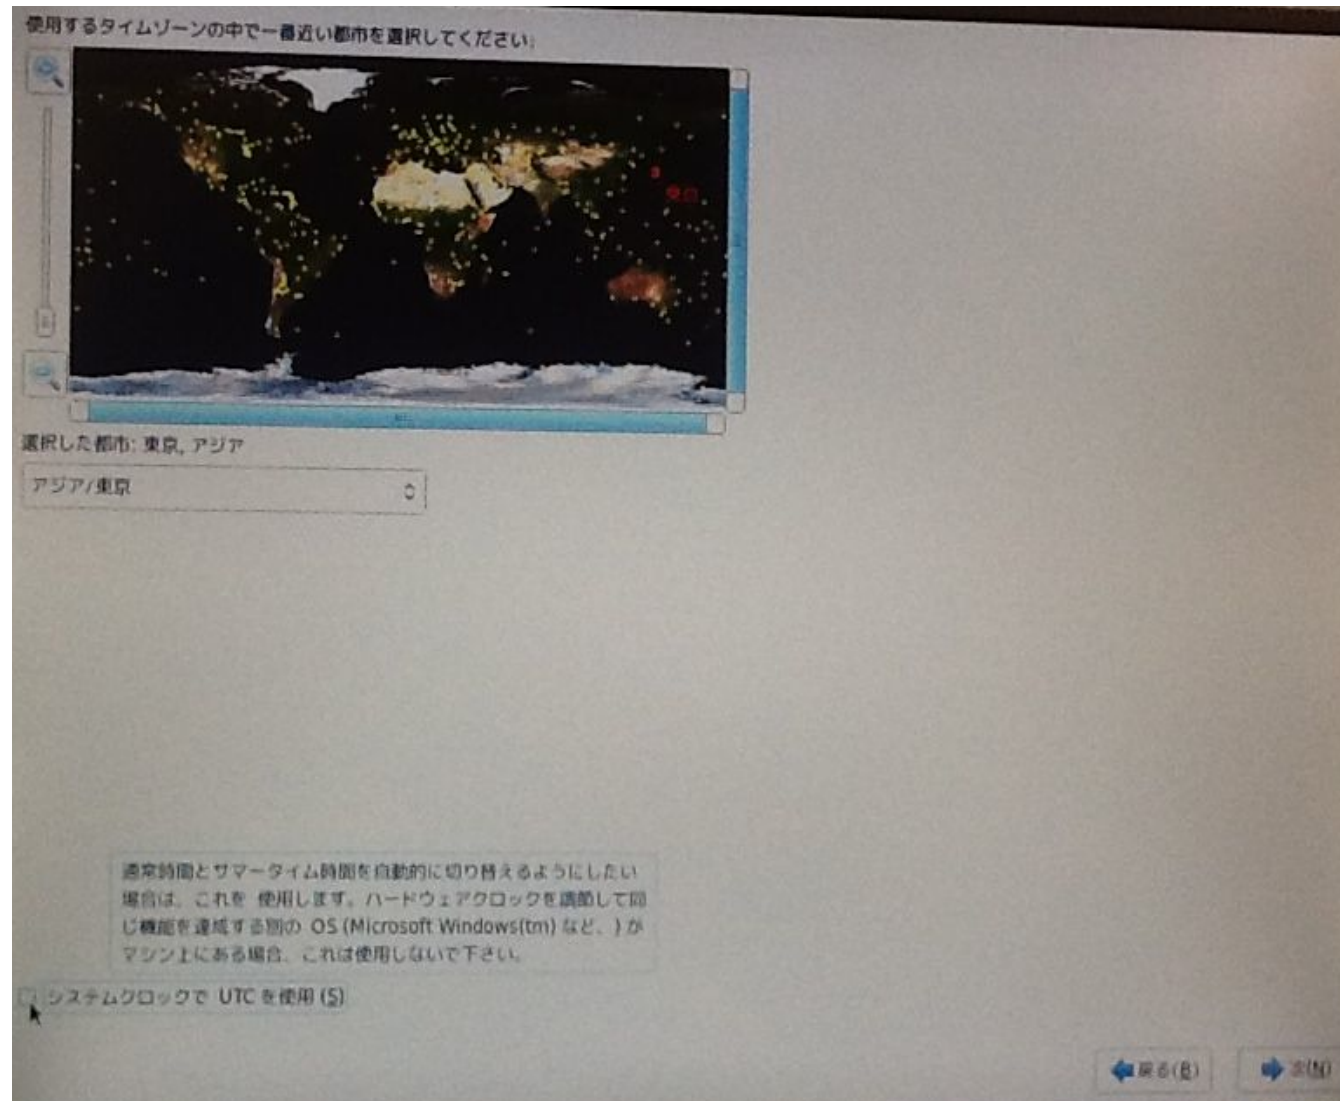 使用するタイムゾーンの中で一番近い都市を選択してください:
選択した都市: 東京, アジア
アジア/東京
通常時間とサマータイム時間を自動的に切り替えるようにしたい
場合は、これを 使用します。ハードウェアクロックを調節して同
じ機能を達成する別の OS (Microsoft Windows(tm) など、) が
マシン上にある場合、これは使用しないで下さい。
システムクロックで UTC を使用 (S)
戻る(B)
次(N)